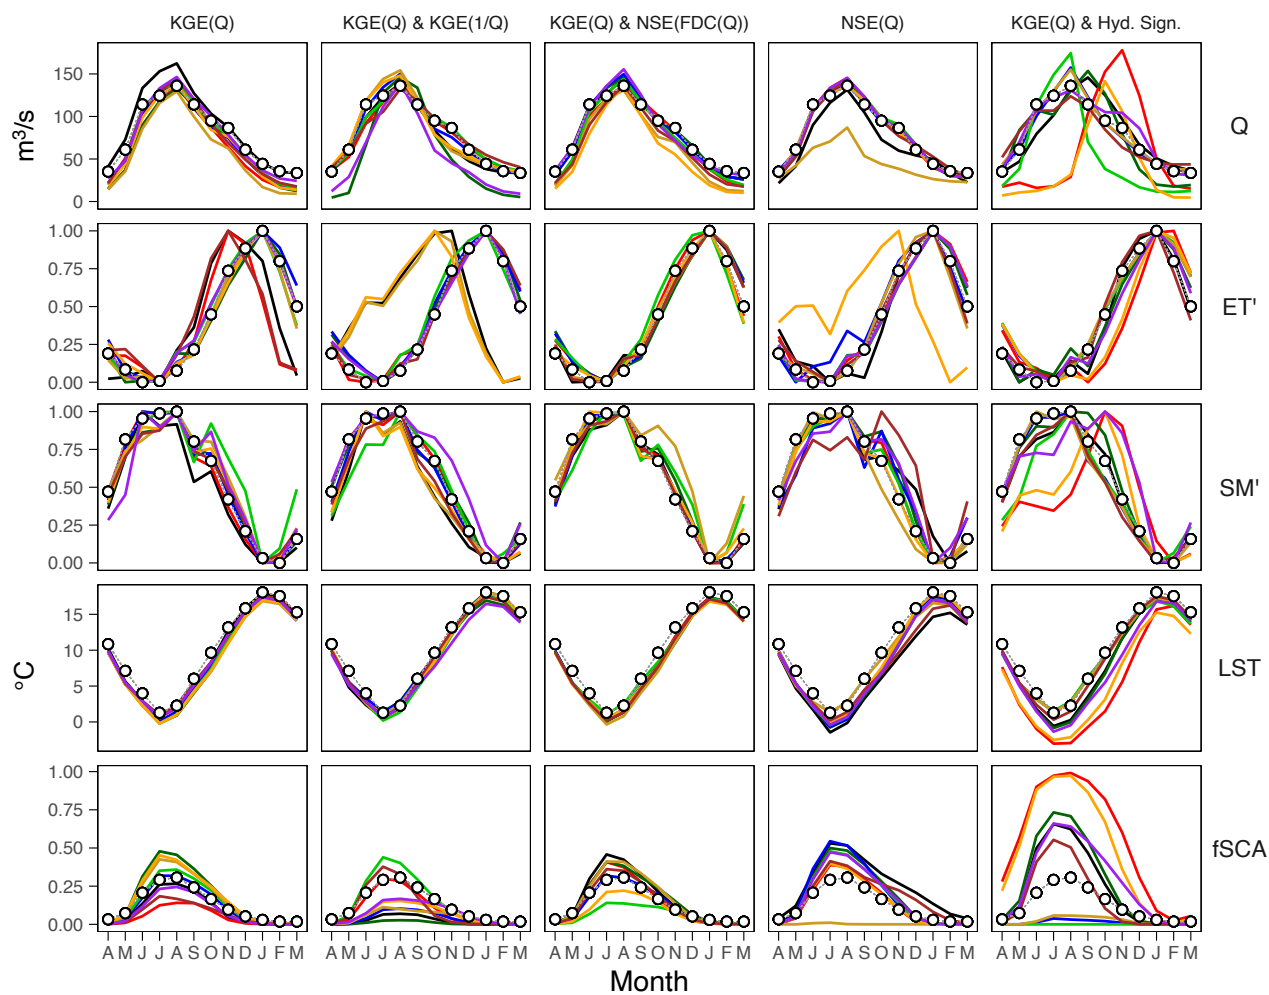 KGE(Q) KGE(Q) & KGE(1/Q) KGE(Q) & NSE(FDC(Q)) NSE(Q) KGE(Q) & Hyd. Sign.
150
100
50
0
m³/s
Q
1.00
0.75
0.50
0.25
0.00
ET'
1.00
0.75
0.50
0.25
0.00
SM'
15
10
5
0
°C
LST
1.00
0.75
0.50
0.25
0.00
fSCA
A M J J A S O N D J F M A M J J A S O N D J F M A M J J A S O N D J F M A M J J A S O N D J F M A M J J A S O N D J F M
Month